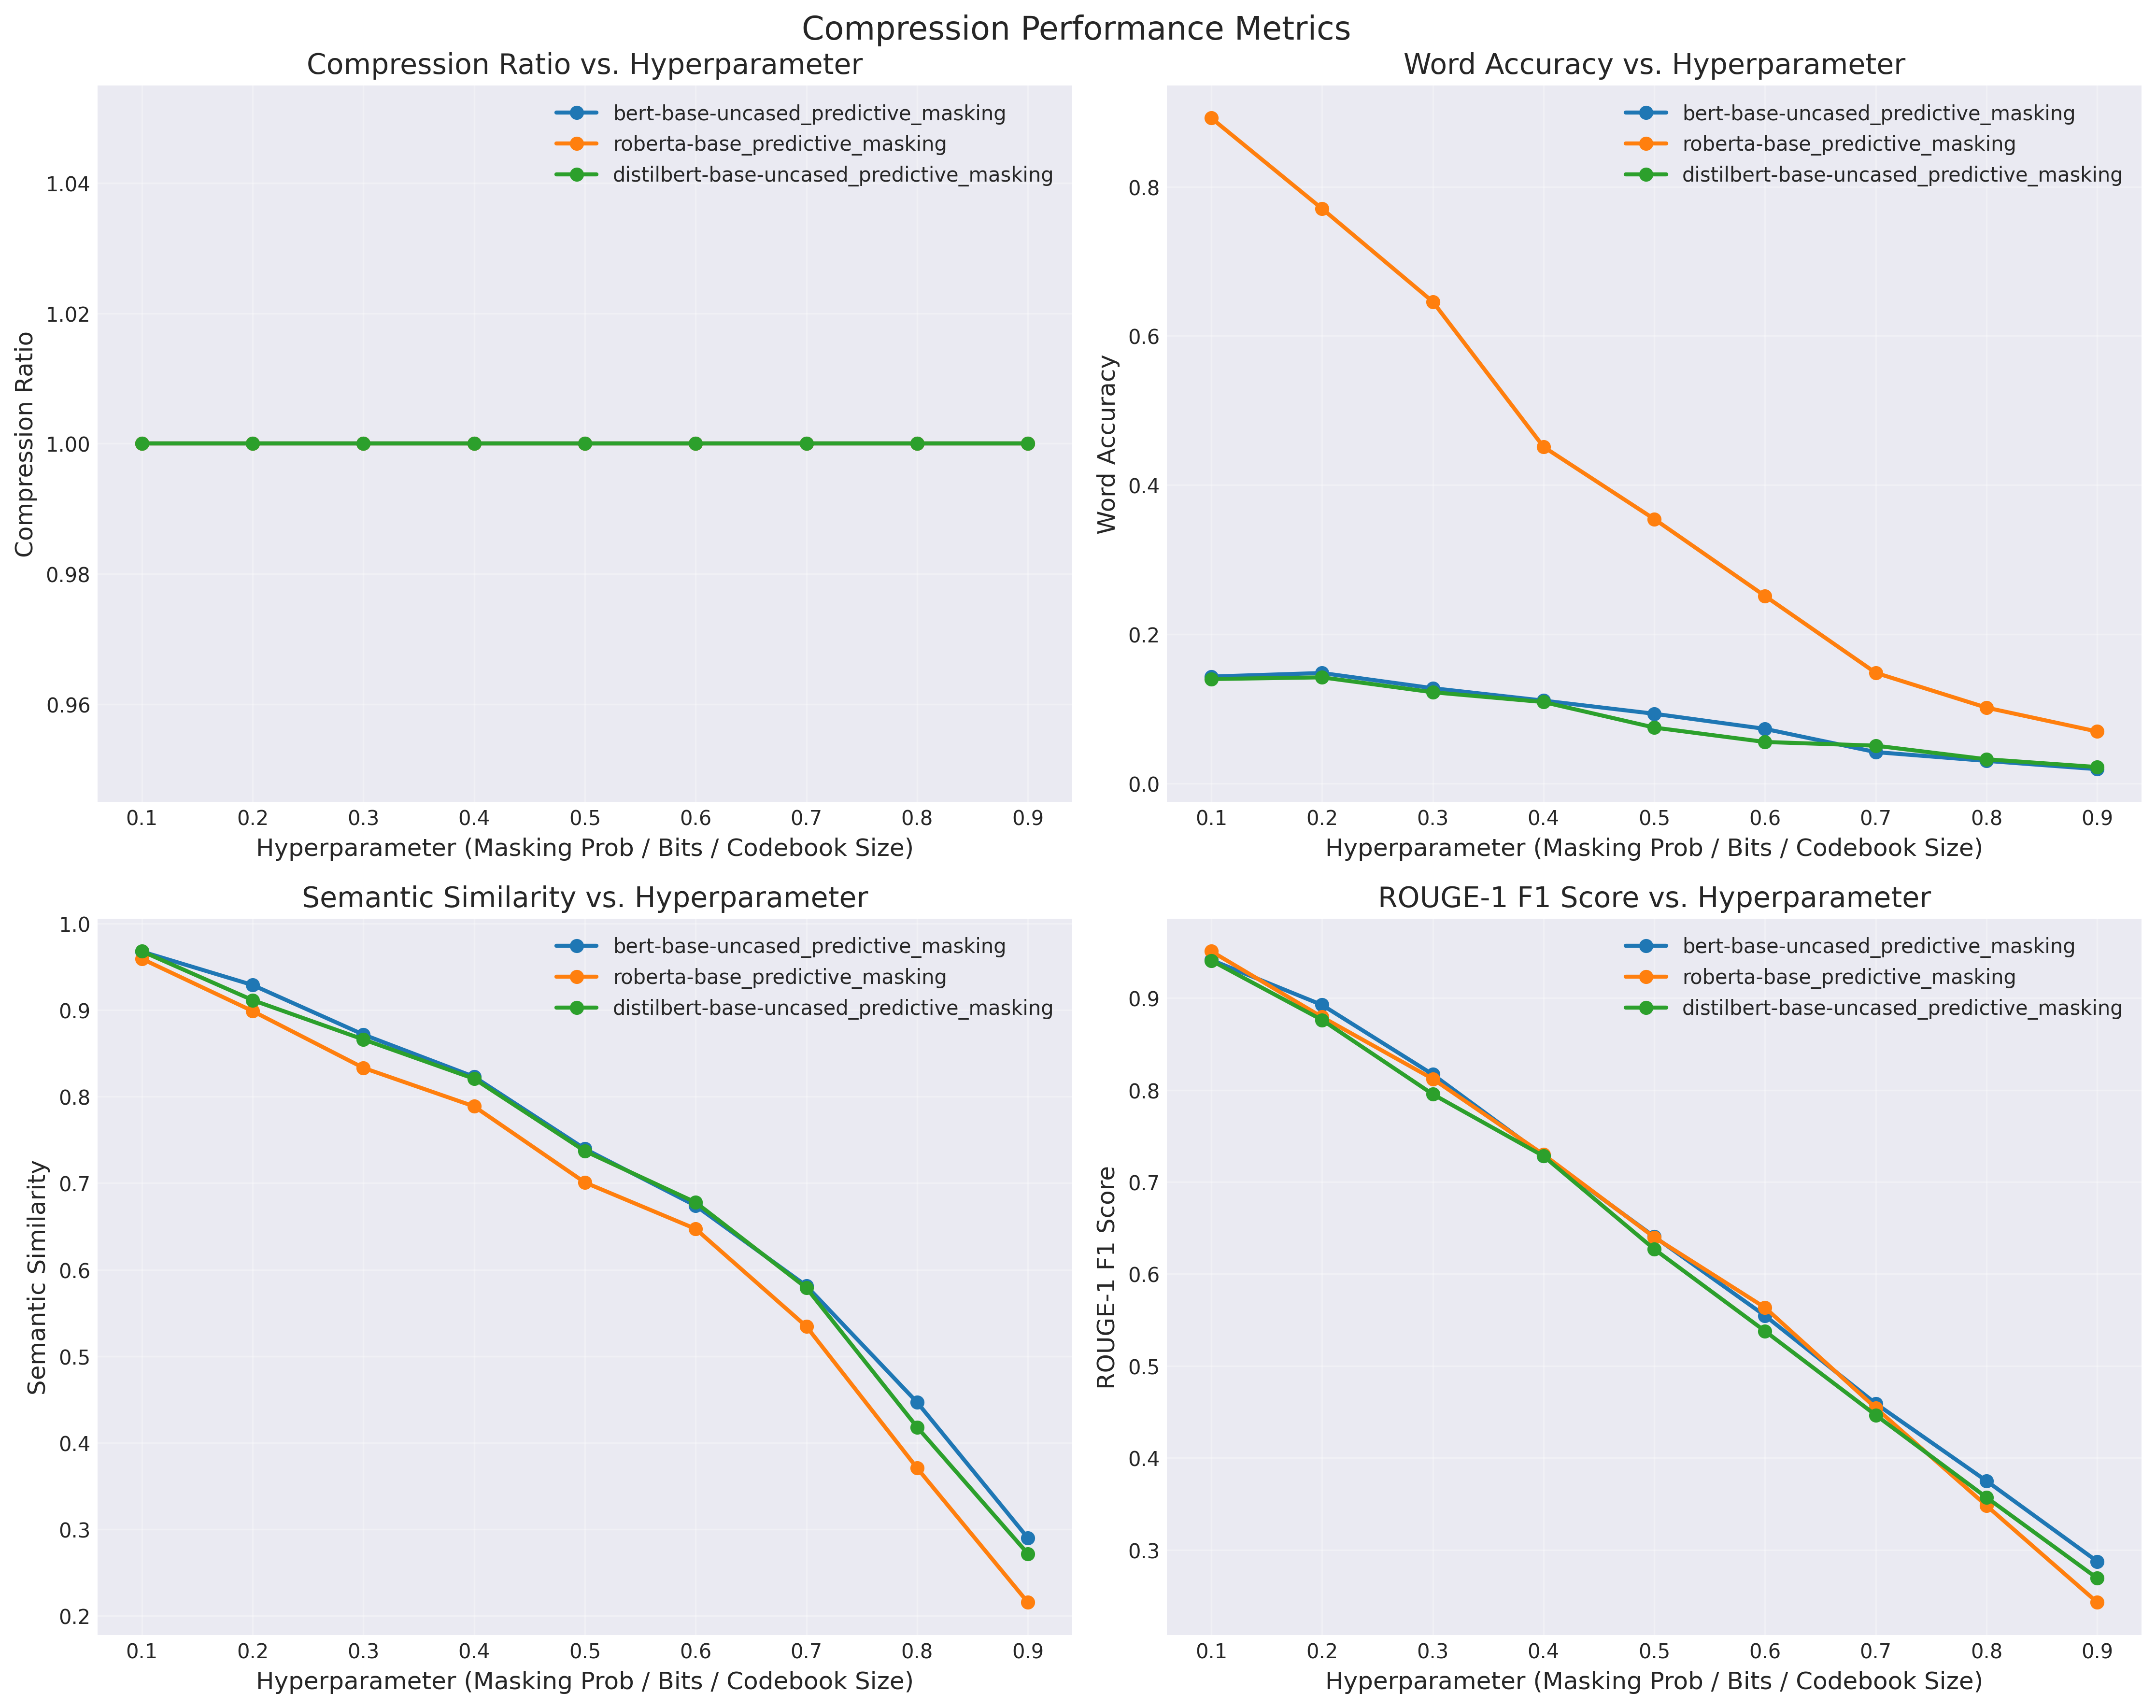 Compression Performance Metrics
Compression Ratio vs. Hyperparameter
bert-base-uncased_predictive_masking
roberta-base_predictive_masking
distilbert-base-uncased_predictive_masking
Compression Ratio
1.04
1.02
1.00
0.98
0.96
0.1 0.2 0.3 0.4 0.5 0.6 0.7 0.8 0.9
Hyperparameter (Masking Prob / Bits / Codebook Size)
Word Accuracy vs. Hyperparameter
bert-base-uncased_predictive_masking
roberta-base_predictive_masking
distilbert-base-uncased_predictive_masking
Word Accuracy
0.8
0.6
0.4
0.2
0.0
0.1 0.2 0.3 0.4 0.5 0.6 0.7 0.8 0.9
Hyperparameter (Masking Prob / Bits / Codebook Size)
Semantic Similarity vs. Hyperparameter
bert-base-uncased_predictive_masking
roberta-base_predictive_masking
distilbert-base-uncased_predictive_masking
Semantic Similarity
1.0
0.9
0.8
0.7
0.6
0.5
0.4
0.3
0.2
0.1 0.2 0.3 0.4 0.5 0.6 0.7 0.8 0.9
Hyperparameter (Masking Prob / Bits / Codebook Size)
ROUGE-1 F1 Score vs. Hyperparameter
bert-base-uncased_predictive_masking
roberta-base_predictive_masking
distilbert-base-uncased_predictive_masking
ROUGE-1 F1 Score
0.9
0.8
0.7
0.6
0.5
0.4
0.3
0.1 0.2 0.3 0.4 0.5 0.6 0.7 0.8 0.9
Hyperparameter (Masking Prob / Bits / Codebook Size)